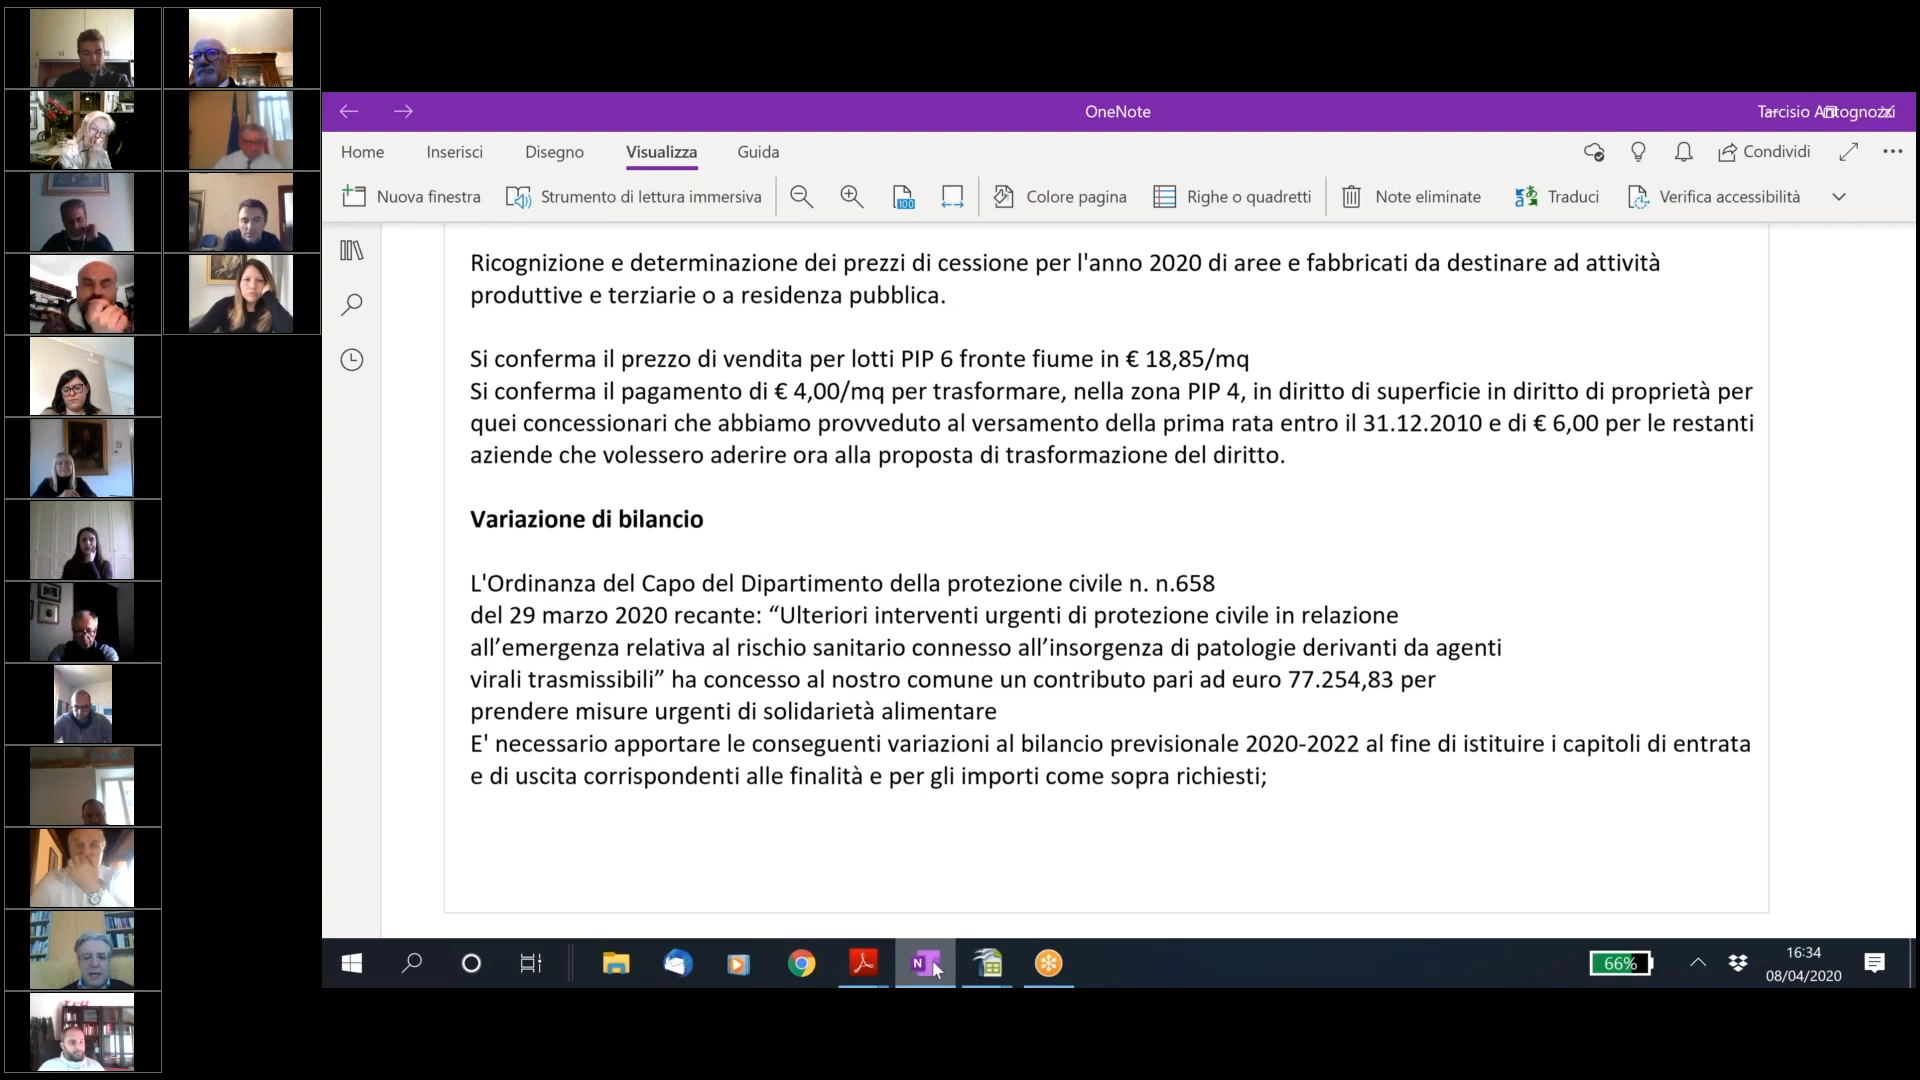 OneNote
Tarcisio Antognozzi
Home Inserisci Disegno Visualizza Guida
Condividi
Nuova finestra Strumento di lettura immersiva 100 Colore pagina Righe o quadretti Note eliminate Traduci Verifica accessibilità
Ricognizione e determinazione dei prezzi di cessione per l'anno 2020 di aree e fabbricati da destinare ad attività
produttive e terziarie o a residenza pubblica.
Si conferma il prezzo di vendita per lotti PIP 6 fronte fiume in € 18,85/mq
Si conferma il pagamento di € 4,00/mq per trasformare, nella zona PIP 4, in diritto di superficie in diritto di proprietà per
quei concessionari che abbiamo provveduto al versamento della prima rata entro il 31.12.2010 e di € 6,00 per le restanti
aziende che volessero aderire ora alla proposta di trasformazione del diritto.
Variazione di bilancio
L'Ordinanza del Capo del Dipartimento della protezione civile n. n.658
del 29 marzo 2020 recante: “Ulteriori interventi urgenti di protezione civile in relazione
all’emergenza relativa al rischio sanitario connesso all’insorgenza di patologie derivanti da agenti
virali trasmissibili” ha concesso al nostro comune un contributo pari ad euro 77.254,83 per
prendere misure urgenti di solidarietà alimentare
E' necessario apportare le conseguenti variazioni al bilancio previsionale 2020-2022 al fine di istituire i capitoli di entrata
e di uscita corrispondenti alle finalità e per gli importi come sopra richiesti;
N
66%
16:34
08/04/2020